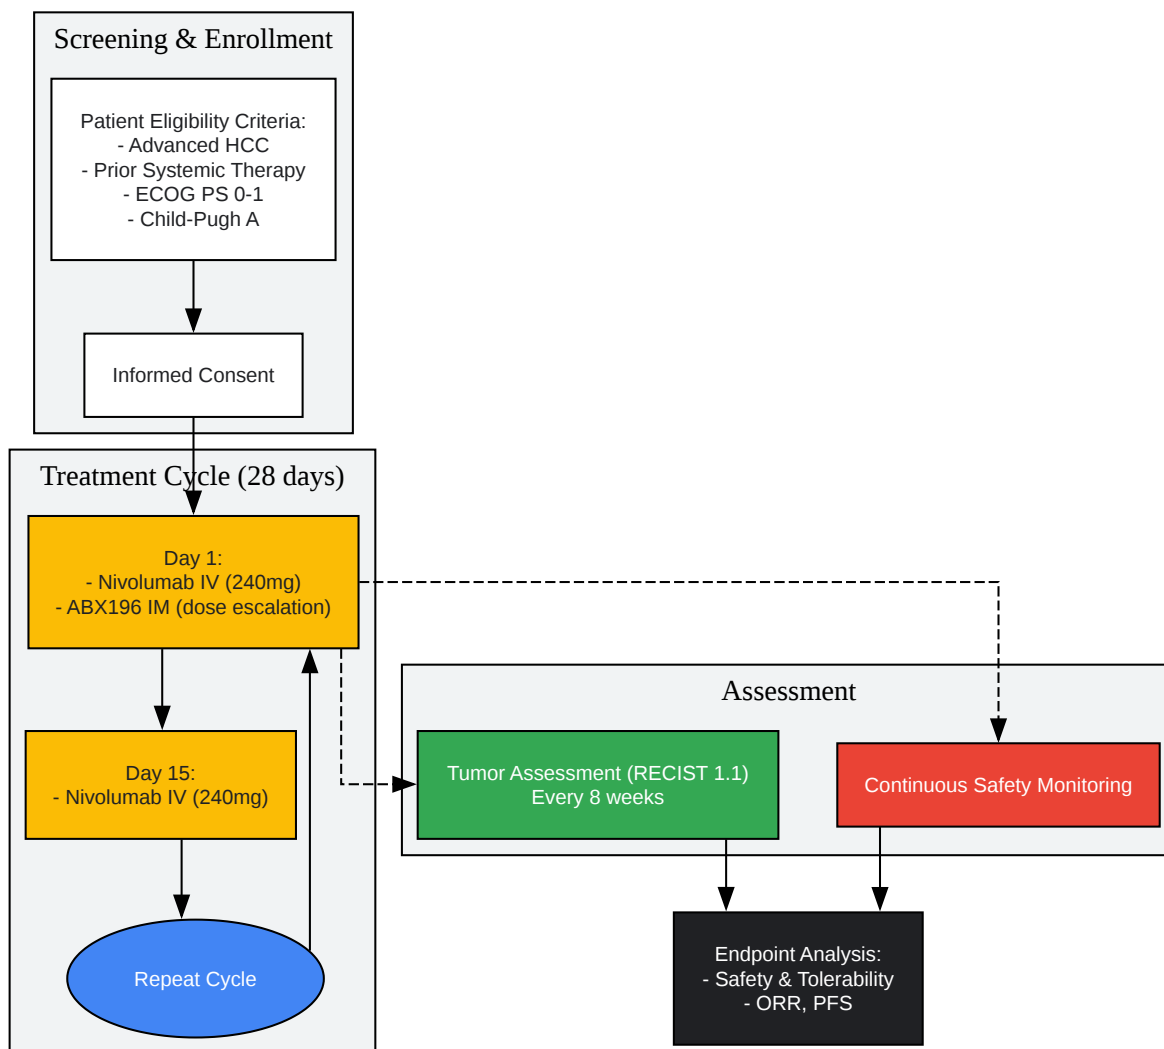 Screening & Enrollment
Patient Eligibility Criteria:
- Advanced HCC
- Prior Systemic Therapy
- ECOG PS 0-1
- Child-Pugh A
Informed Consent
Treatment Cycle (28 days)
Day 1:
- Nivolumab IV (240mg)
- ABX196 IM (dose escalation)
Day 15:
- Nivolumab IV (240mg)
Repeat Cycle
Assessment
Tumor Assessment (RECIST 1.1)
Every 8 weeks
Continuous Safety Monitoring
Endpoint Analysis:
- Safety & Tolerability
- ORR, PFS